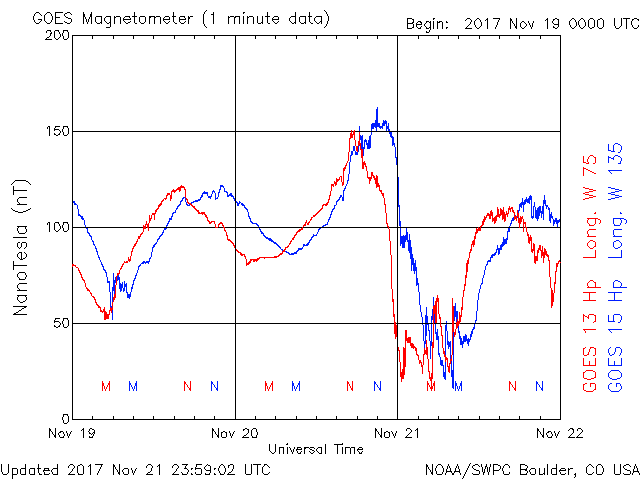 GOES Magnetometer (1 minute data)
Begin: 2017 Nov 19 0000 UTC
200
150
100
50
0
NanoTesla (nT)
M M N N M M N N M M N N
Nov 19 Nov 20 Nov 21 Nov 22
Universal Time
GOES 13 Hp Long. W 75
GOES 15 Hp Long. W 135
Updated 2017 Nov 21 23:59:02 UTC
NOAA/SWPC Boulder, CO USA